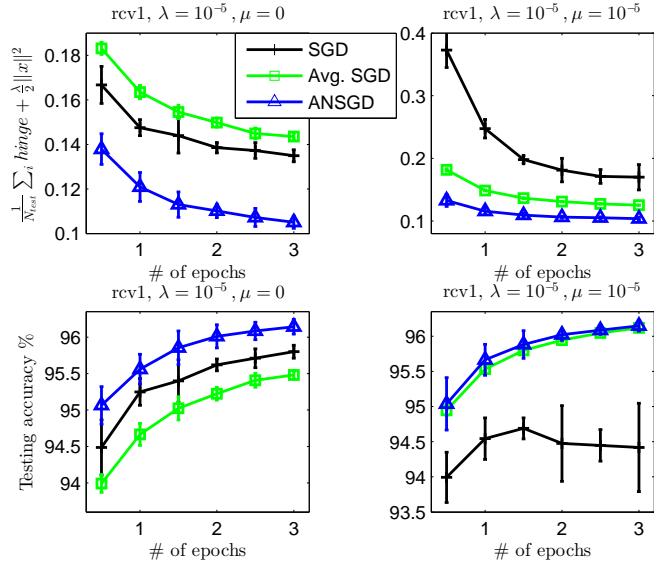 rcv1, λ = 10⁻⁵, μ = 0
rcv1, λ = 10⁻⁵, μ = 10⁻⁵
SGD
Avg. SGD
ANSGD
1/N_test ∑_i hinge + λ/2 ||x||²
0.18
0.16
0.14
0.12
0.1
1 2 3
# of epochs
0.4
0.3
0.2
0.1
1 2 3
# of epochs
rcv1, λ = 10⁻⁵, μ = 0
rcv1, λ = 10⁻⁵, μ = 10⁻⁵
Testing accuracy %
96
95.5
95
94.5
94
1 2 3
# of epochs
96
95.5
95
94.5
94
93.5
1 2 3
# of epochs